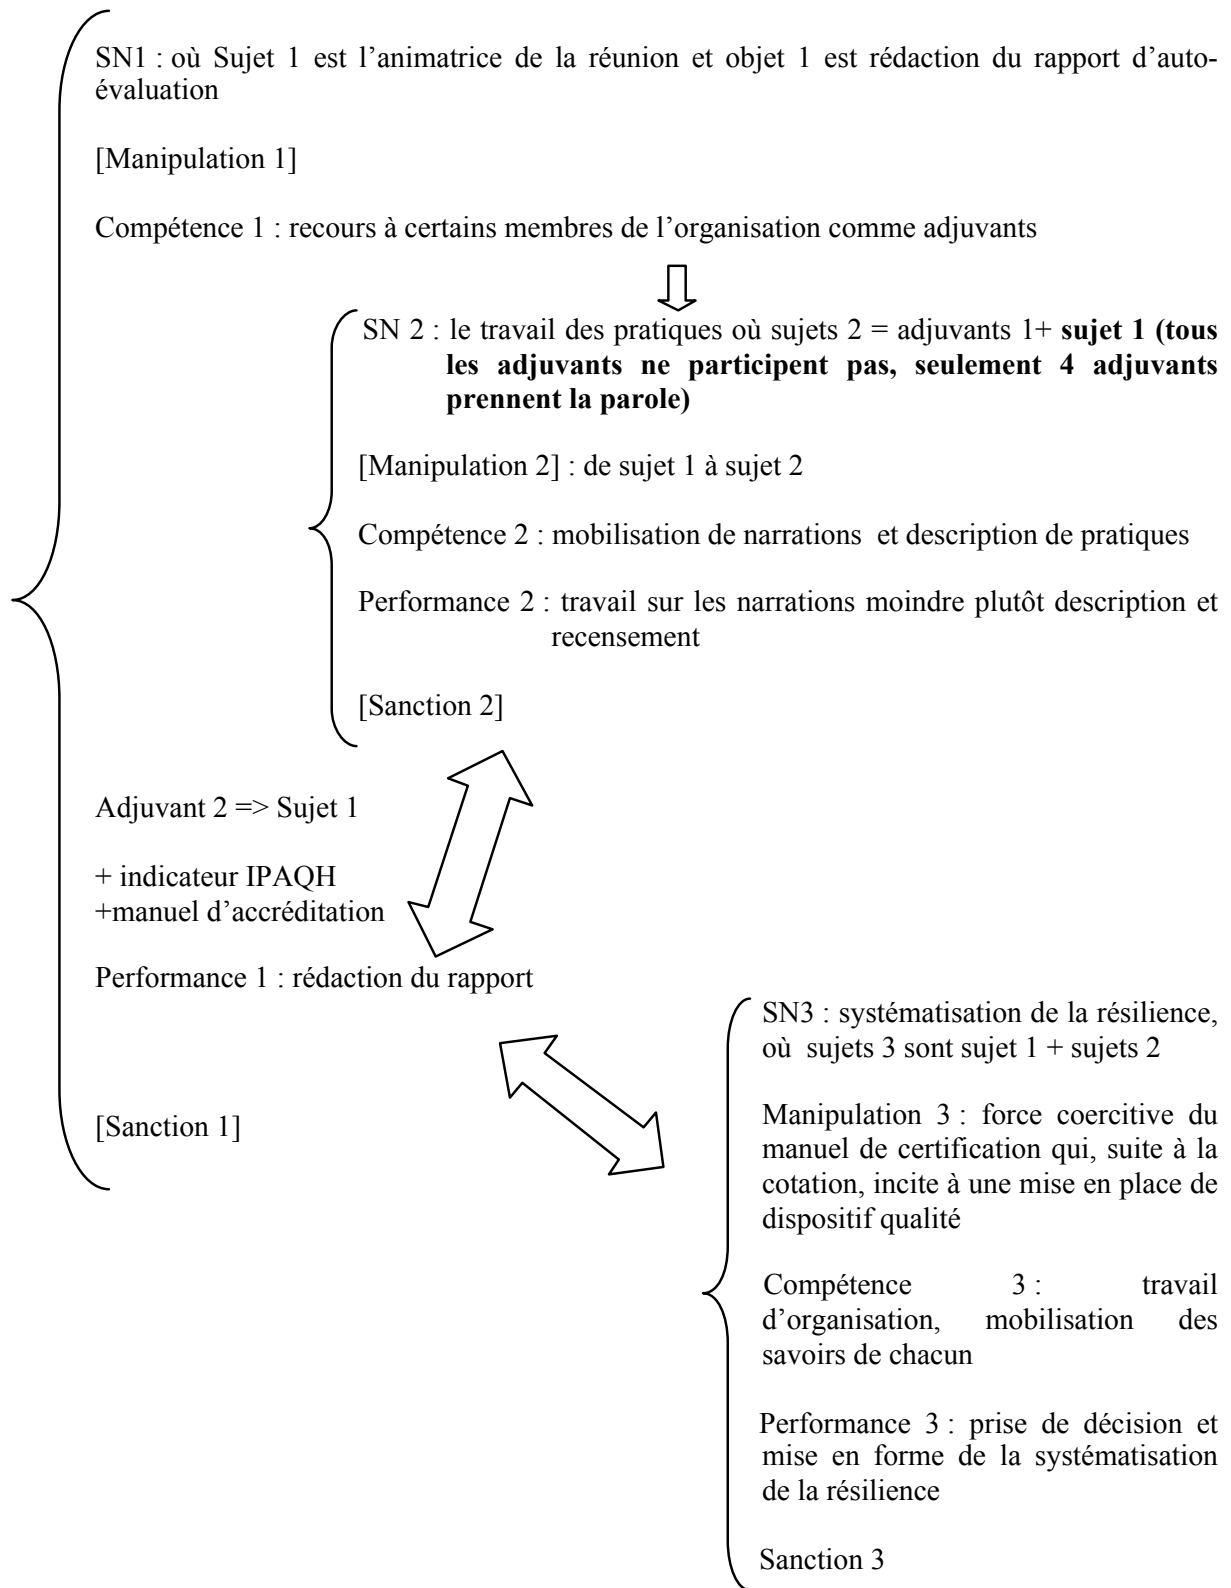 SN1 : où Sujet 1 est l’animatrice de la réunion et objet 1 est rédaction du rapport d’auto-
évaluation
[Manipulation 1]
Compétence 1 : recours à certains membres de l’organisation comme adjuvants
SN 2 : le travail des pratiques où sujets 2 = adjuvants 1+ sujet 1 (tous
les adjuvants ne participent pas, seulement 4 adjuvants
prennent la parole)
[Manipulation 2] : de sujet 1 à sujet 2
Compétence 2 : mobilisation de narrations et description de pratiques
Performance 2 : travail sur les narrations moindre plutôt description et
recensement
[Sanction 2]
Adjuvant 2 => Sujet 1
+ indicateur IPAQH
+manuel d’accréditation
Performance 1 : rédaction du rapport
[Sanction 1]
SN3 : systématisation de la résilience,
où sujets 3 sont sujet 1 + sujets 2
Manipulation 3 : force coercitive du
manuel de certification qui, suite à la
cotation, incite à une mise en place de
dispositif qualité
Compétence 3 : travail
d’organisation, mobilisation des
savoirs de chacun
Performance 3 : prise de décision et
mise en forme de la systématisation
de la résilience
Sanction 3